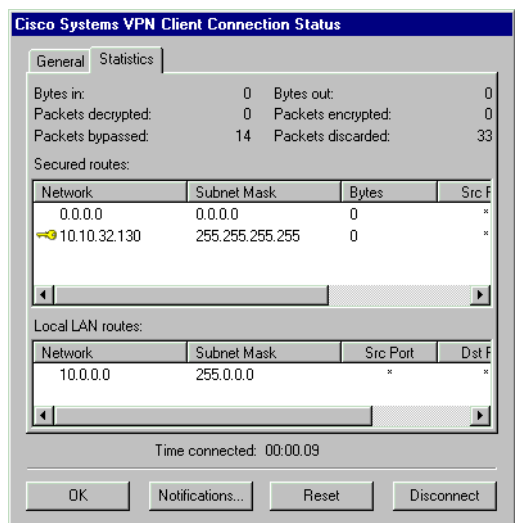 Cisco Systems VPN Client Connection Status
General Statistics
Bytes in: 0 Bytes out: 0
Packets decrypted: 0 Packets encrypted: 0
Packets bypassed: 14 Packets discarded: 33
Secured routes:
Network Subnet Mask Bytes Src
0.0.0.0 0.0.0.0 0 *
10.10.32.130 255.255.255.255 0 *
Local LAN routes:
Network Subnet Mask Src Port Dst
10.0.0.0 255.0.0.0 * *
Time connected: 00:00.09
OK Notifications... Reset Disconnect